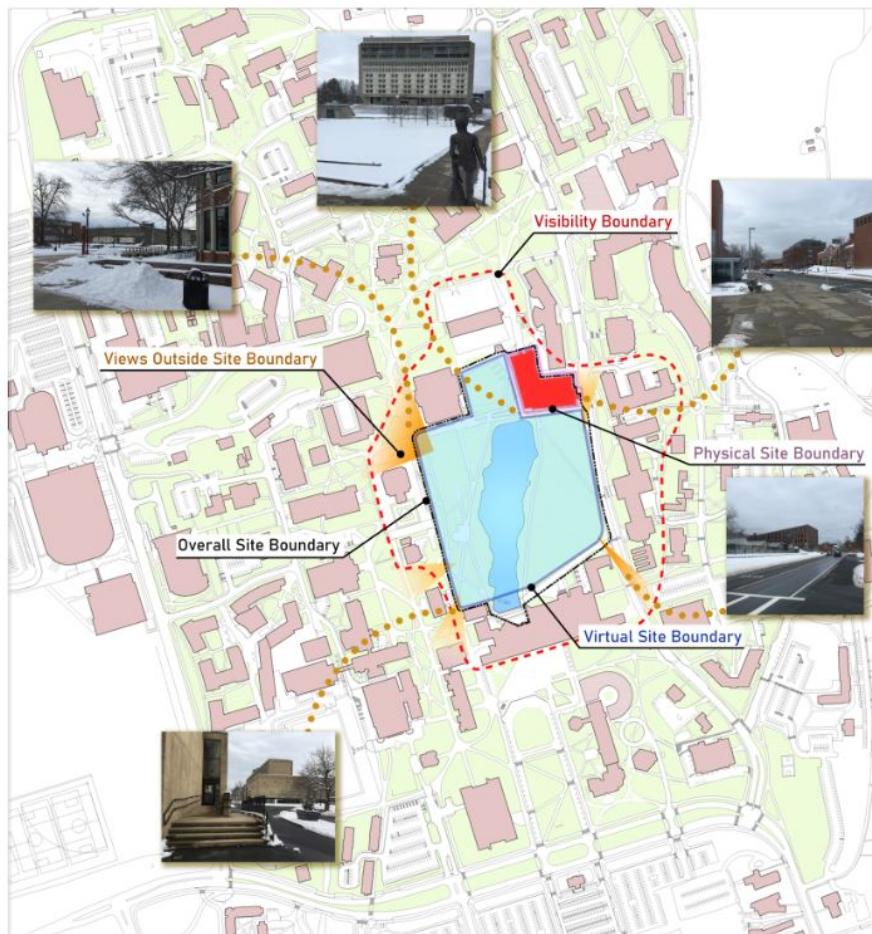 Visibility Boundary
Views Outside Site Boundary
Physical Site Boundary
Overall Site Boundary
Virtual Site Boundary